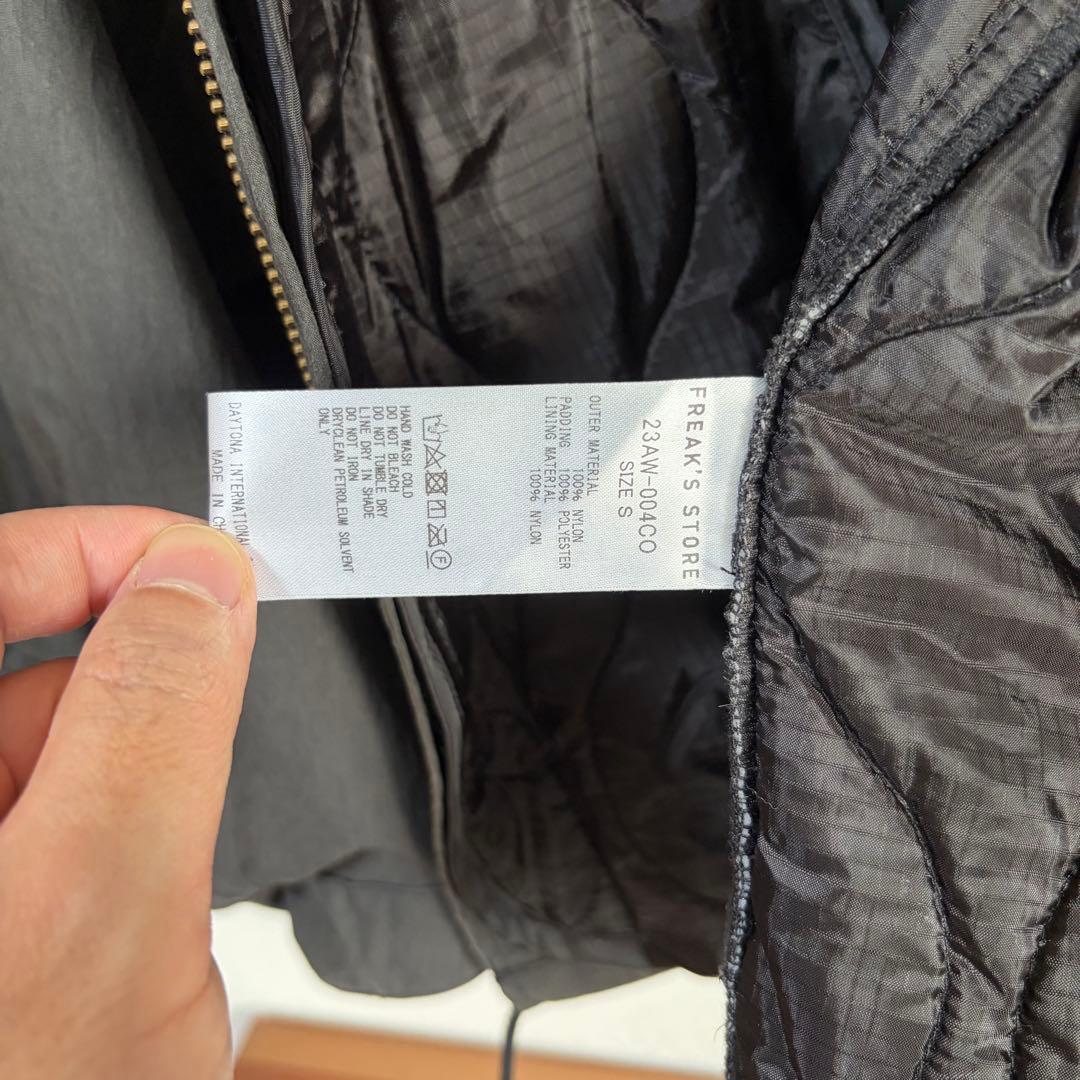 FREAK'S STORE
23AW-004CO
SIZE S
OUTER MATERIAL
100% NYLON
PADDING 100% POLYESTER
LINING MATERIAL
100% NYLON
F
HAND WASH COLD
DO NOT BLEACH
DO NOT TUMBLE DRY
LINE DRY IN SHADE
DO NOT IRON
DRYCLEAN PETROLEUM SOLVENT
ONLY
DAYTONA INTERNATIONAL
MADE IN